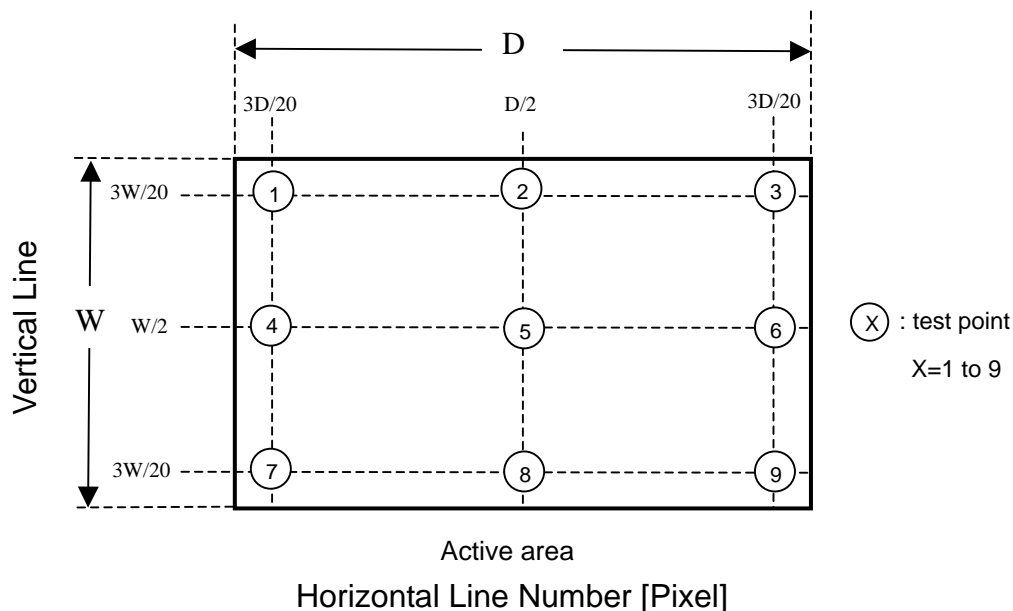 D
3D/20 D/2 3D/20
3W/20 1 2 3
Vertical Line
W W/2 4 5 6
X : test point
X=1 to 9
3W/20 7 8 9
Active area
Horizontal Line Number [Pixel]